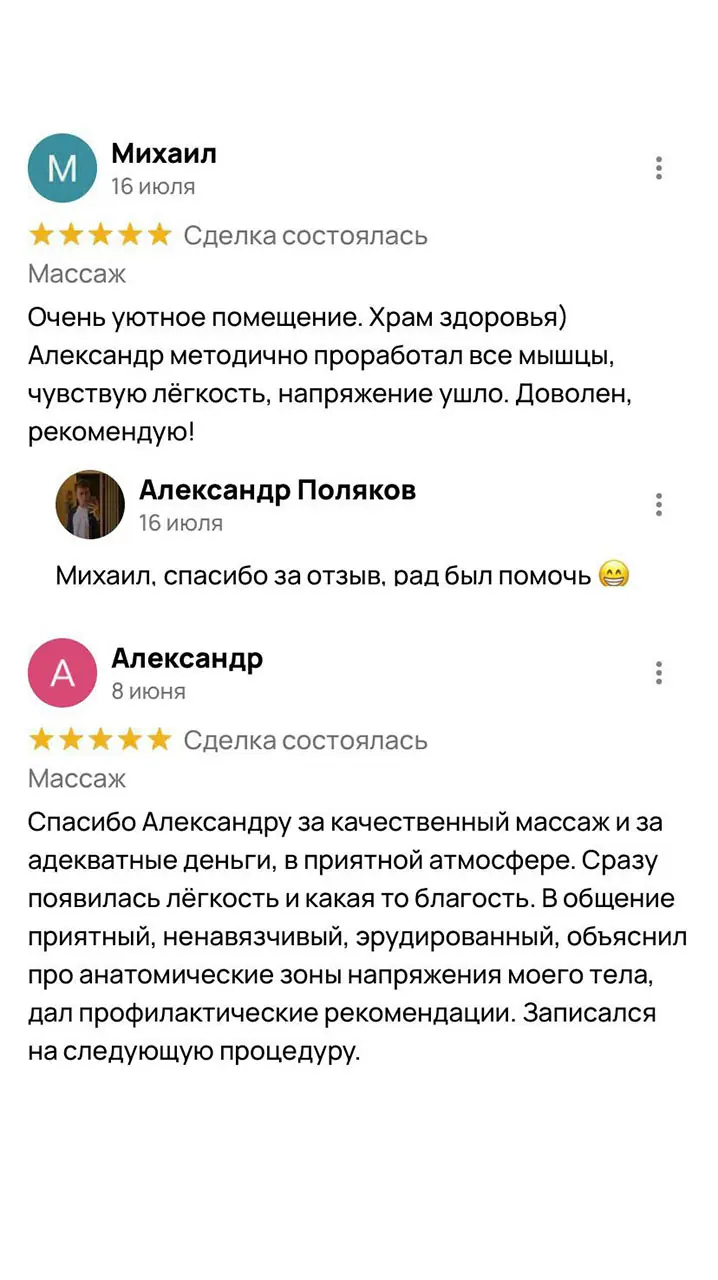 М
Михаил
16 июля
Сделка состоялась
Массаж
Очень уютное помещение. Храм здоровья)
Александр методично проработал все мышцы,
чувствую лёгкость, напряжение ушло. Доволен,
рекомендую!
Александр Поляков
16 июля
Михаил, спасибо за отзыв, рад был помочь 😁
А
Александр
8 июня
Сделка состоялась
Массаж
Спасибо Александру за качественный массаж и за
адекватные деньги, в приятной атмосфере. Сразу
появилась лёгкость и какая то благость. В общение
приятный, ненавязчивый, эрудированный, объяснил
про анатомические зоны напряжения моего тела,
дал профилактические рекомендации. Записался
на следующую процедуру.